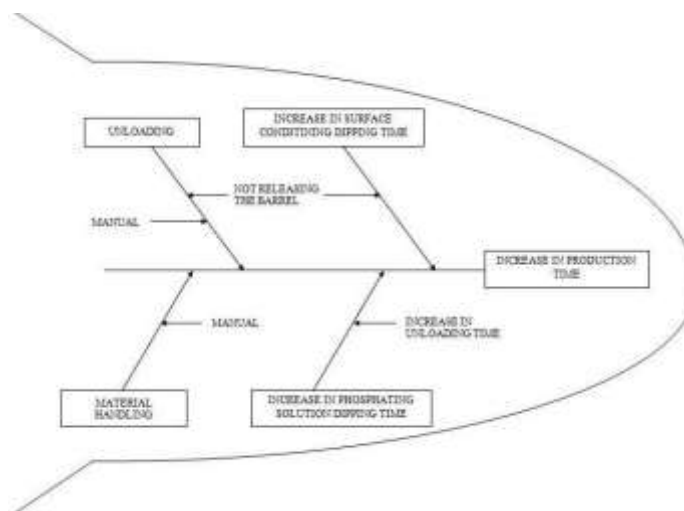 UNLOADING
INCREASE IN SURFACE
CONDITINING DIPPING TIME
NOT RELEASING
THE BARREL
MANUAL
INCREASE IN PRODUCTION
TIME
MANUAL
INCREASE IN
UNLOADING TIME
MATERIAL
HANDLING
INCREASE IN PHOSPHATING
SOLUTION DIPPING TIME